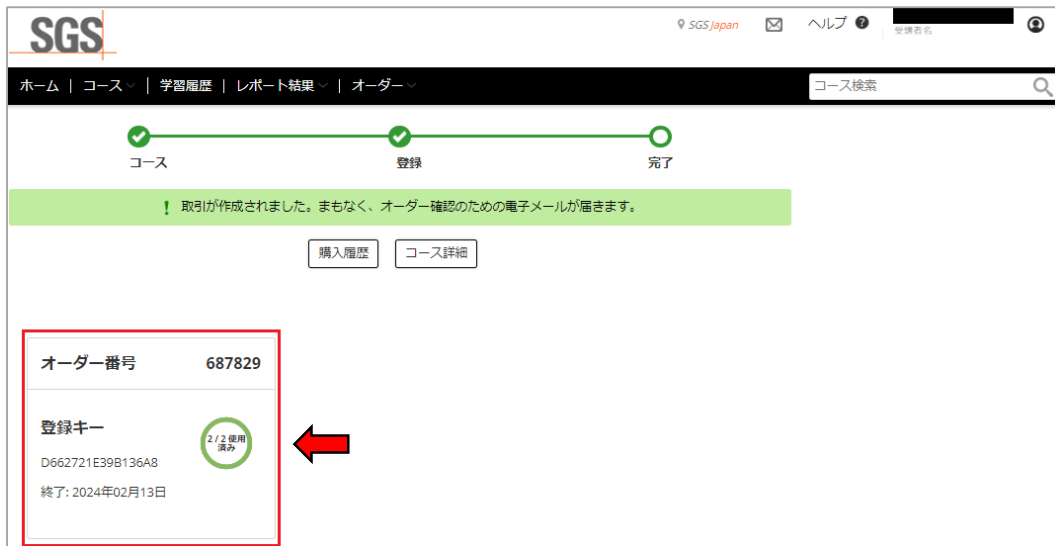 SGS
SGS Japan
ヘルプ ?
受講者名
ホーム | コース | 学習履歴 | レポート結果 | オーダー
コース検索
コース
登録
完了
! 取引が作成されました。まもなく、オーダー確認のための電子メールが届きます。
購入履歴
コース詳細
オーダー番号 687829
登録キー
2 / 2 使用
済み
D662721E39B136A8
終了: 2024年02月13日